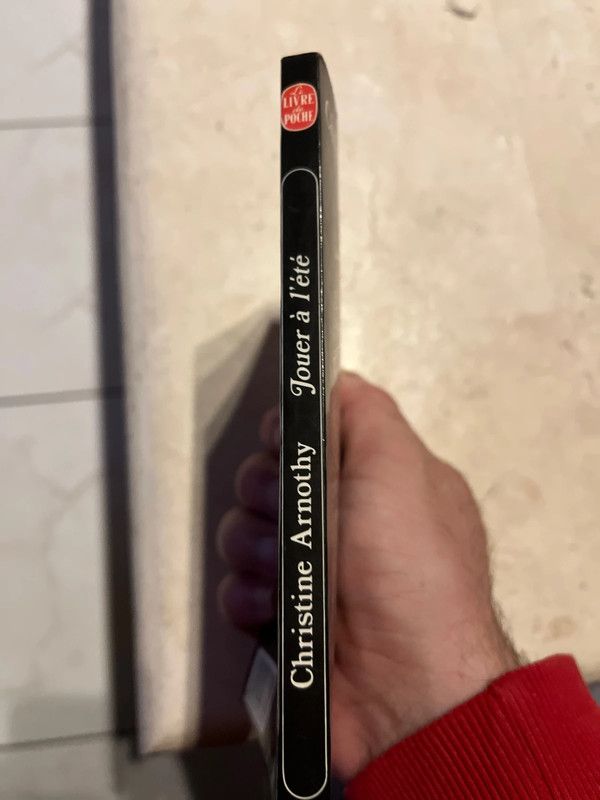 Le
LIVRE
de
POCHE
Christine Arnothy Jouer à l'été